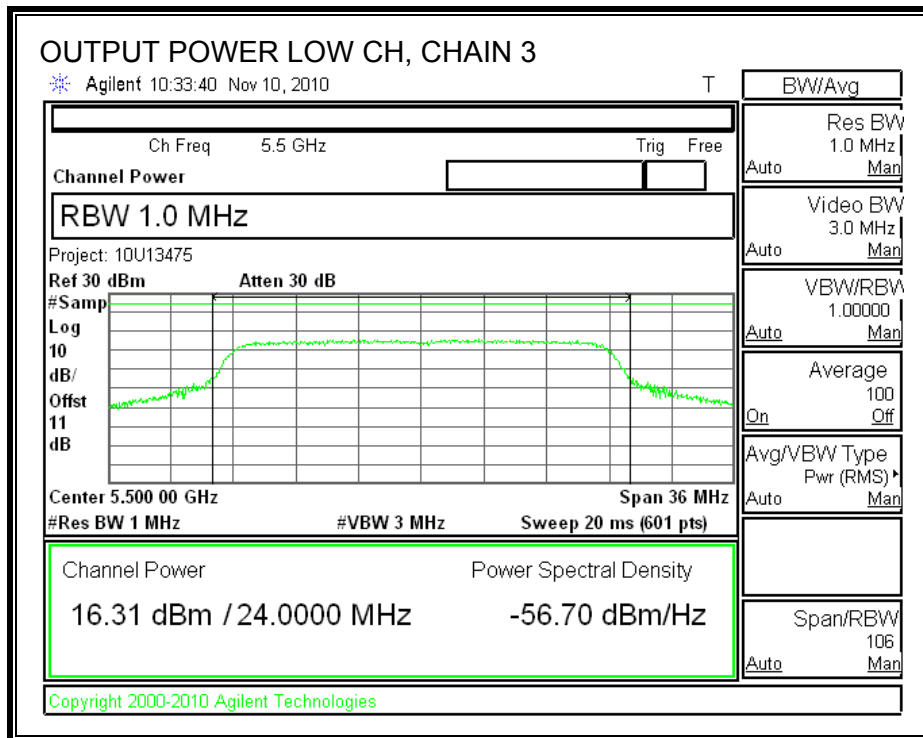 OUTPUT POWER LOW CH, CHAIN 3
Agilent 10:33:40 Nov 10, 2010
T
Ch Freq 5.5 GHz
Trig Free
Channel Power
RBW 1.0 MHz
Project: 10U13475
Ref 30 dBm Atten 30 dB
#Samp
Log
10
dB/
Offst
11
dB
Center 5.500 00 GHz Span 36 MHz
#Res BW 1 MHz #VBW 3 MHz Sweep 20 ms (601 pts)
Channel Power Power Spectral Density
16.31 dBm / 24.0000 MHz -56.70 dBm/Hz
Copyright 2000-2010 Agilent Technologies
BW/Avg
Res BW
1.0 MHz
Auto Man
Video BW
3.0 MHz
Auto Man
VBW/RBW
1.00000
Auto Man
Average
100
On Off
Avg/VBW Type
Pwr (RMS)
Auto Man
Span/RBW
106
Auto Man